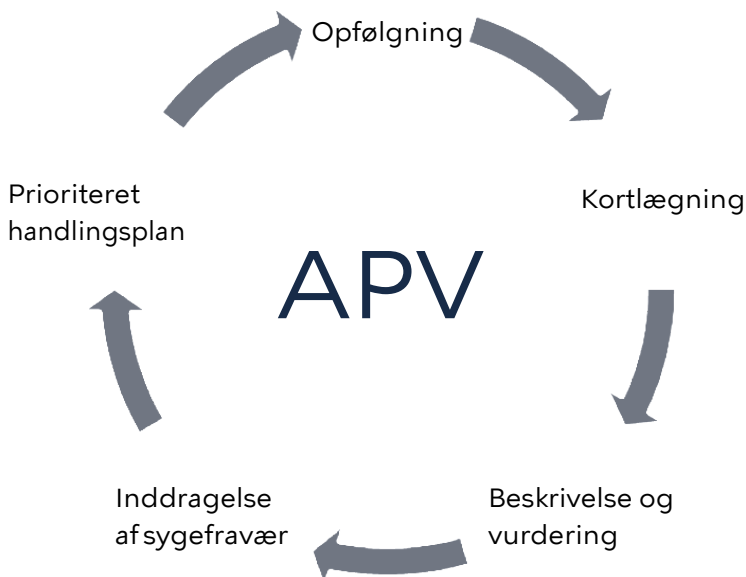 Opfølgning
Kortlægning
Beskrivelse og
vurdering
Inddragelse
af sygefravær
Prioriteret
handlingsplan
APV